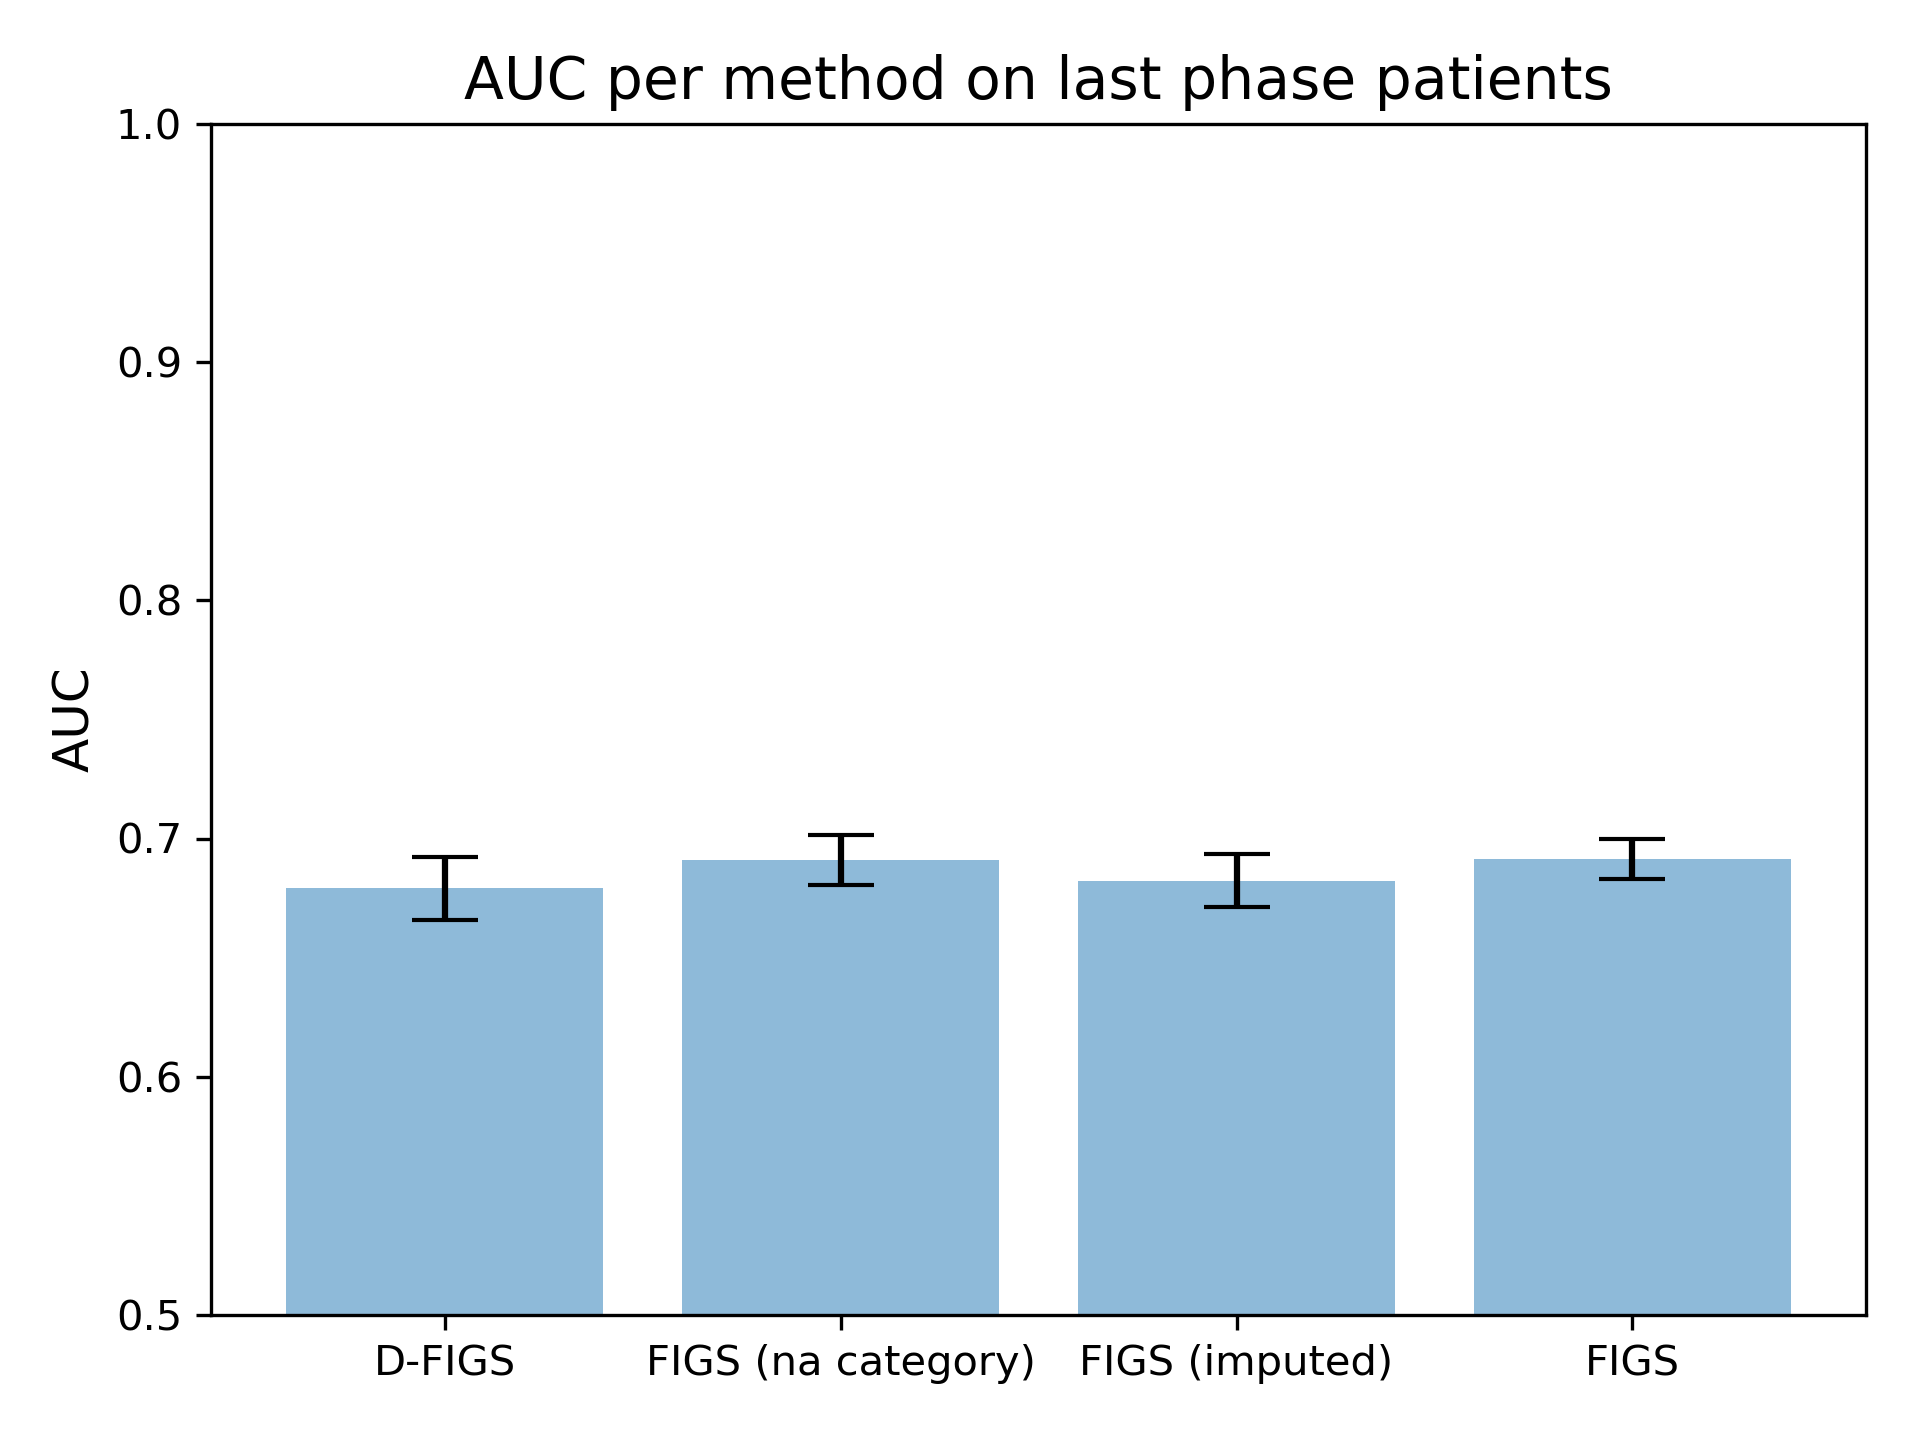 AUC per method on last phase patients
1.0
0.9
0.8
0.7
0.6
0.5
AUC
D-FIGS
FIGS (na category)
FIGS (imputed)
FIGS